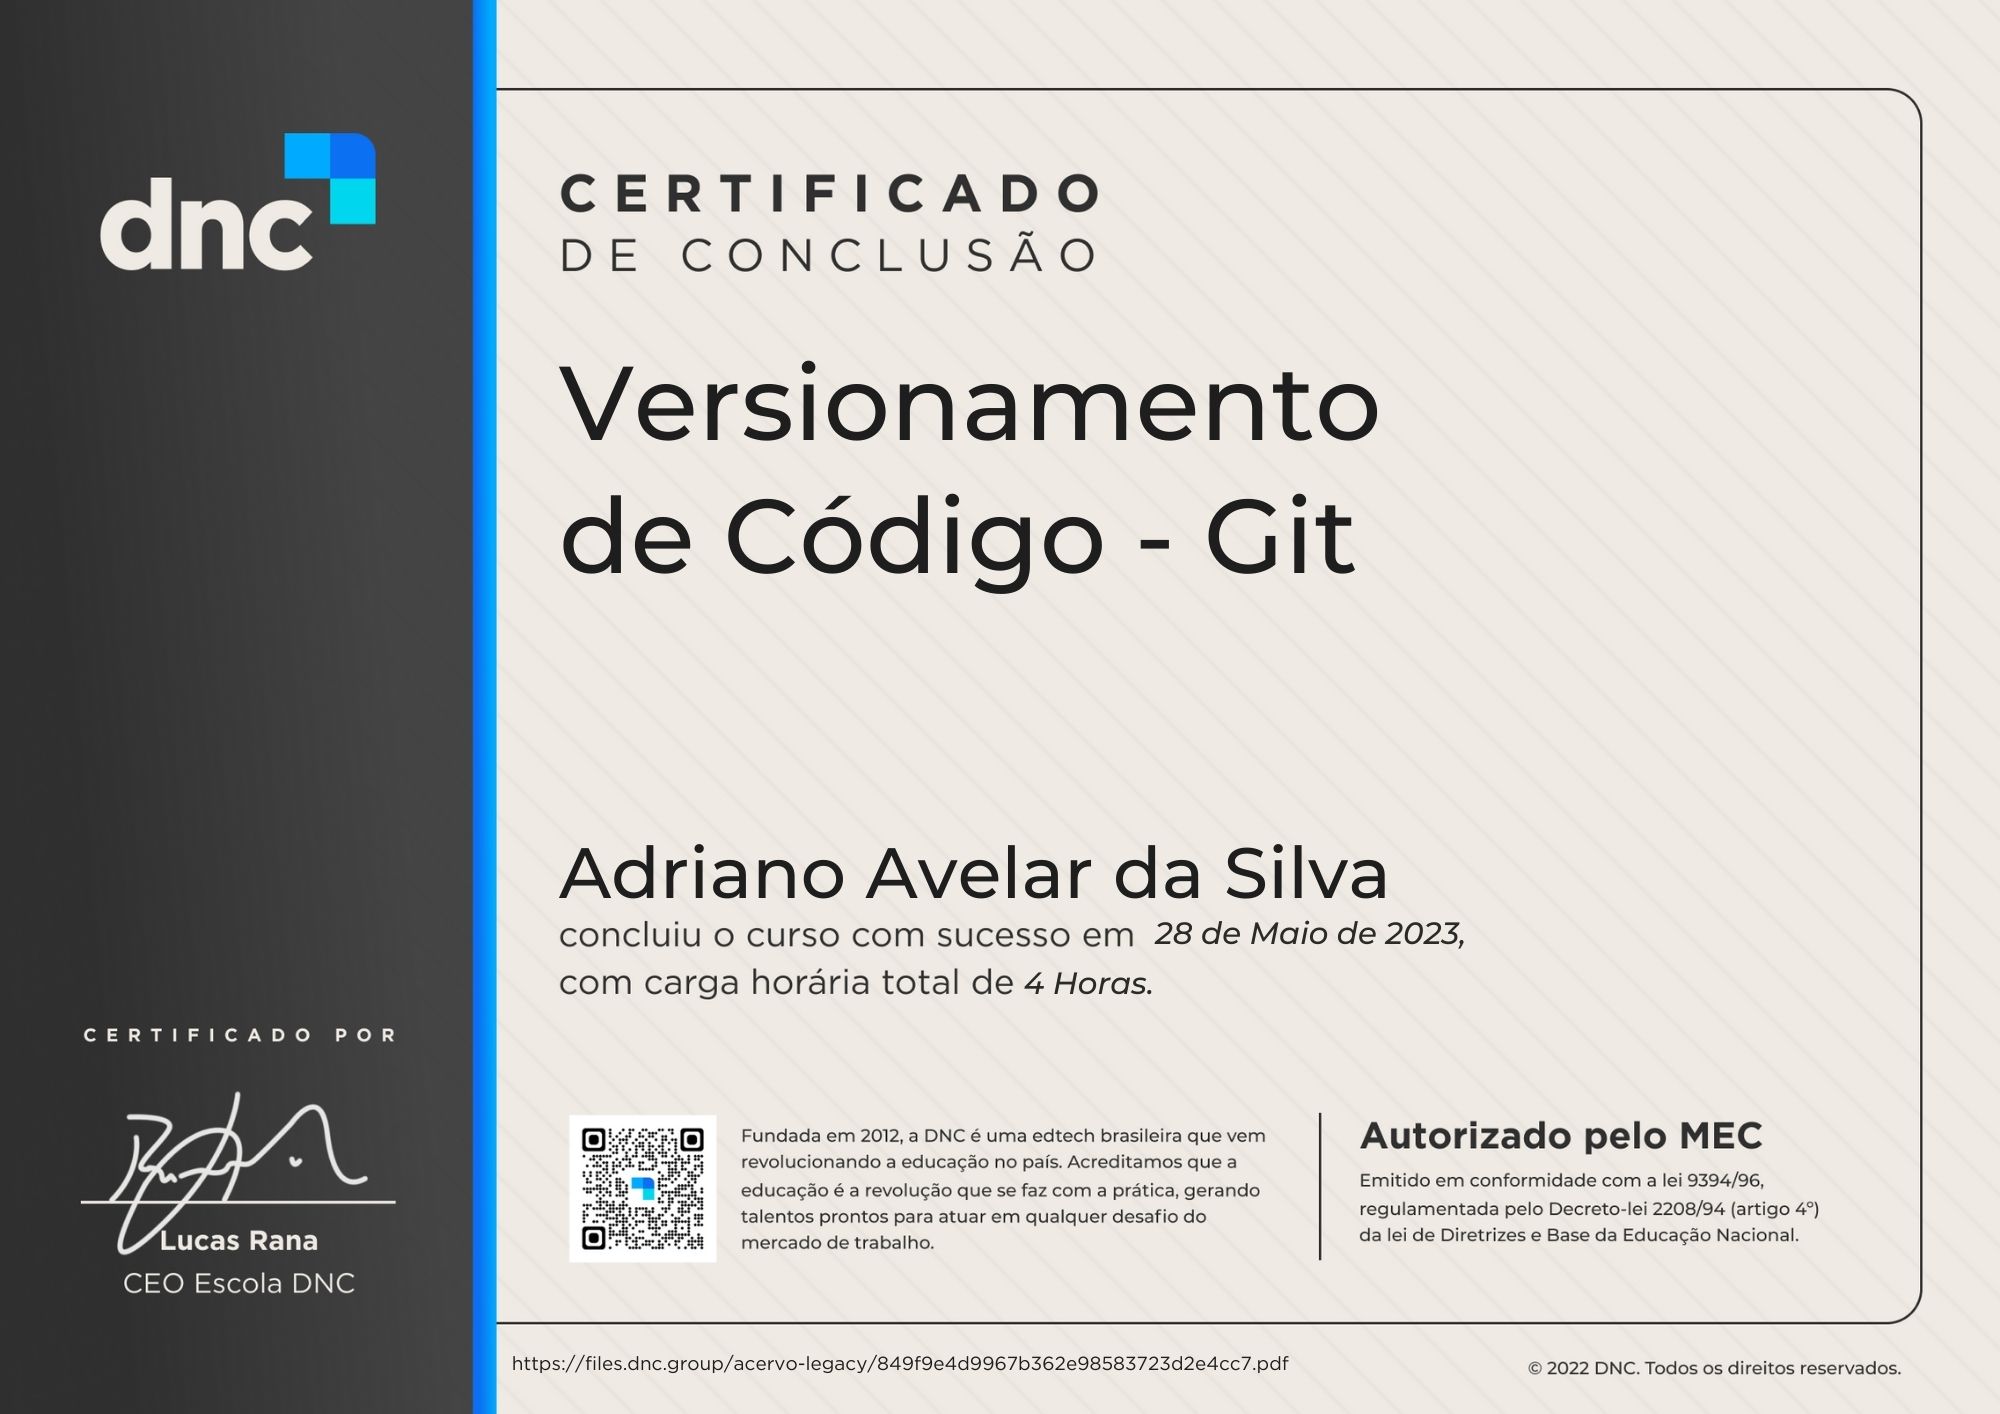 dnc
CERTIFICADO
DE CONCLUSÃO
Versionamento
de Código - Git
Adriano Avelar da Silva
concluiu o curso com sucesso em 28 de Maio de 2023,
com carga horária total de 4 Horas.
CERTIFICADO POR
Lucas Rana
CEO Escola DNC
Fundada em 2012, a DNC é uma edtech brasileira que vem
revolucionando a educação no país. Acreditamos que a
educação é a revolução que se faz com a prática, gerando
talentos prontos para atuar em qualquer desafio do
mercado de trabalho.
Autorizado pelo MEC
Emitido em conformidade com a lei 9394/96,
regulamentada pelo Decreto-lei 2208/94 (artigo 4º)
da lei de Diretrizes e Base da Educação Nacional.
https://files.dnc.group/acervo-legacy/849f9e4d9967b362e98583723d2e4cc7.pdf
© 2022 DNC. Todos os direitos reservados.